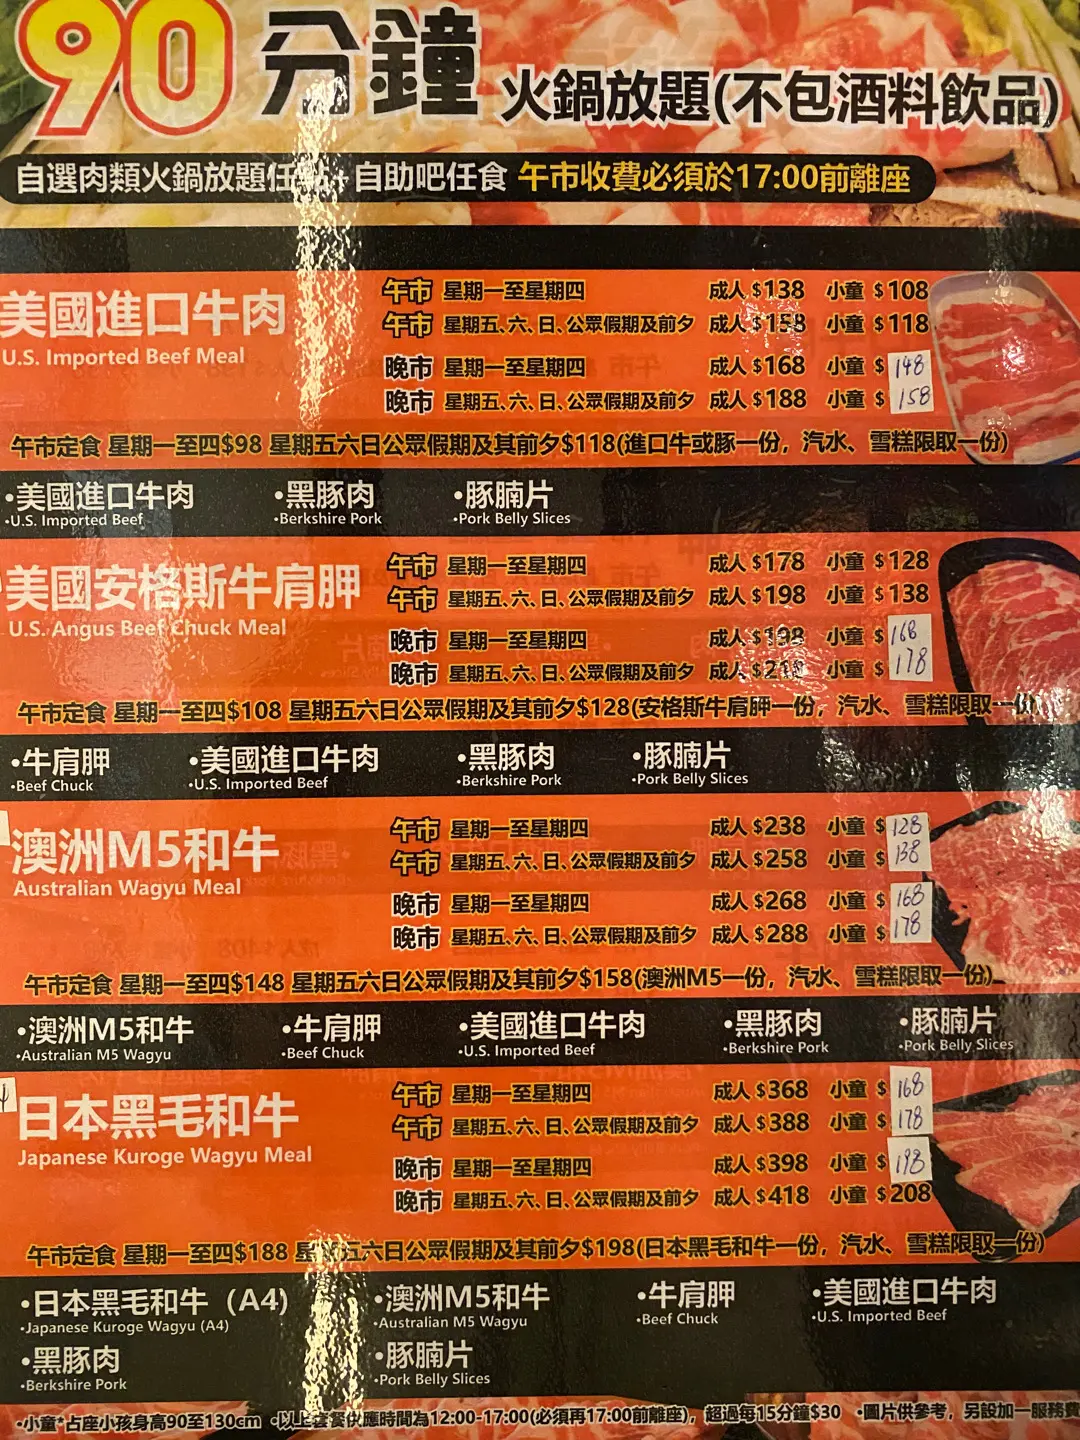 90分鐘 火鍋放題(不包酒料飲品)
自選肉類火鍋放題任點+自助吧任食 午市收費必須於17:00前離座
美國進口牛肉
U.S. Imported Beef Meal
午市 星期一至星期四 成人$138 小童$108
午市 星期五、六、日、公眾假期及前夕 成人$158 小童$118
晚市 星期一至星期四 成人$168 小童$148
晚市 星期五、六、日、公眾假期及前夕 成人$188 小童$158
午市定食 星期一至四$98 星期五六日公眾假期及其前夕$118(進口牛或豚一份，汽水、雪糕限取一份)
•美國進口牛肉 •黑豚肉 •豚腩片
•U.S. Imported Beef •Berkshire Pork •Pork Belly Slices
美國安格斯牛肩胛
U.S. Angus Beef Chuck Meal
午市 星期一至星期四 成人$178 小童$128
午市 星期五、六、日、公眾假期及前夕 成人$198 小童$138
晚市 星期一至星期四 成人$198 小童$168
晚市 星期五、六、日、公眾假期及前夕 成人$218 小童$178
午市定食 星期一至四$108 星期五六日公眾假期及其前夕$128(安格斯牛肩胛一份，汽水、雪糕限取一份)
•牛肩胛 •美國進口牛肉 •黑豚肉 •豚腩片
•Beef Chuck •U.S. Imported Beef •Berkshire Pork •Pork Belly Slices
澳洲M5和牛
Australian Wagyu Meal
午市 星期一至星期四 成人$238 小童$128
午市 星期五、六、日、公眾假期及前夕 成人$258 小童$138
晚市 星期一至星期四 成人$268 小童$168
晚市 星期五、六、日、公眾假期及前夕 成人$288 小童$178
午市定食 星期一至四$148 星期五六日公眾假期及其前夕$158(澳洲M5一份，汽水、雪糕限取一份)
•澳洲M5和牛 •牛肩胛 •美國進口牛肉 •黑豚肉 •豚腩片
•Australian M5 Wagyu •Beef Chuck •U.S. Imported Beef •Berkshire Pork •Pork Belly Slices
日本黑毛和牛
Japanese Kuroge Wagyu Meal
午市 星期一至星期四 成人$368 小童$168
午市 星期五、六、日、公眾假期及前夕 成人$388 小童$178
晚市 星期一至星期四 成人$398 小童$198
晚市 星期五、六、日、公眾假期及前夕 成人$418 小童$208
午市定食 星期一至四$188 星期五六日公眾假期及其前夕$198(日本黑毛和牛一份，汽水、雪糕限取一份)
•日本黑毛和牛（A4) •澳洲M5和牛 •牛肩胛 •美國進口牛肉
•Japanese Kuroge Wagyu (A4) •Australian M5 Wagyu •Beef Chuck •U.S. Imported Beef
•黑豚肉 •豚腩片
•Berkshire Pork •Pork Belly Slices
•小童*占座小孩身高90至130cm •以上套餐供應時間為12:00-17:00(必須再17:00前離座)，超過每15分鐘$30 •圖片供參考，另設加一服務費